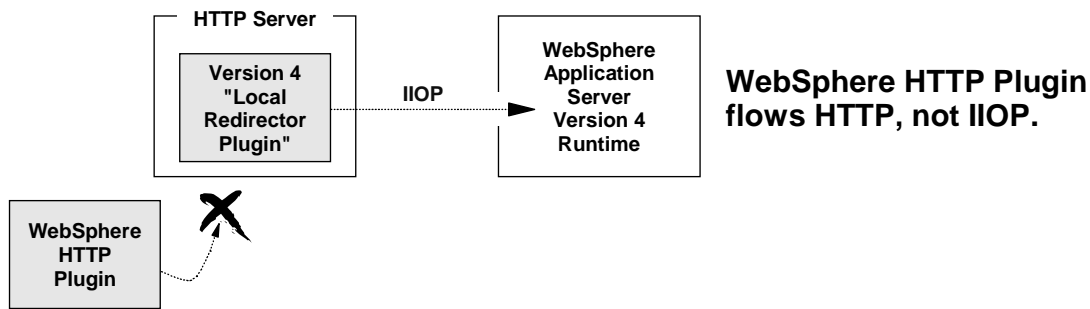 HTTP Server
Version 4
"Local
Redirector
Plugin"
IIOP
WebSphere
Application
Server
Version 4
Runtime
WebSphere HTTP Plugin
flows HTTP, not IIOP.
WebSphere
HTTP
Plugin